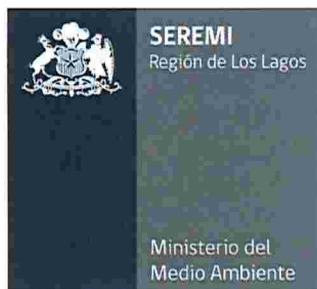 SEREMI
Región de Los Lagos
Ministerio del
Medio Ambiente